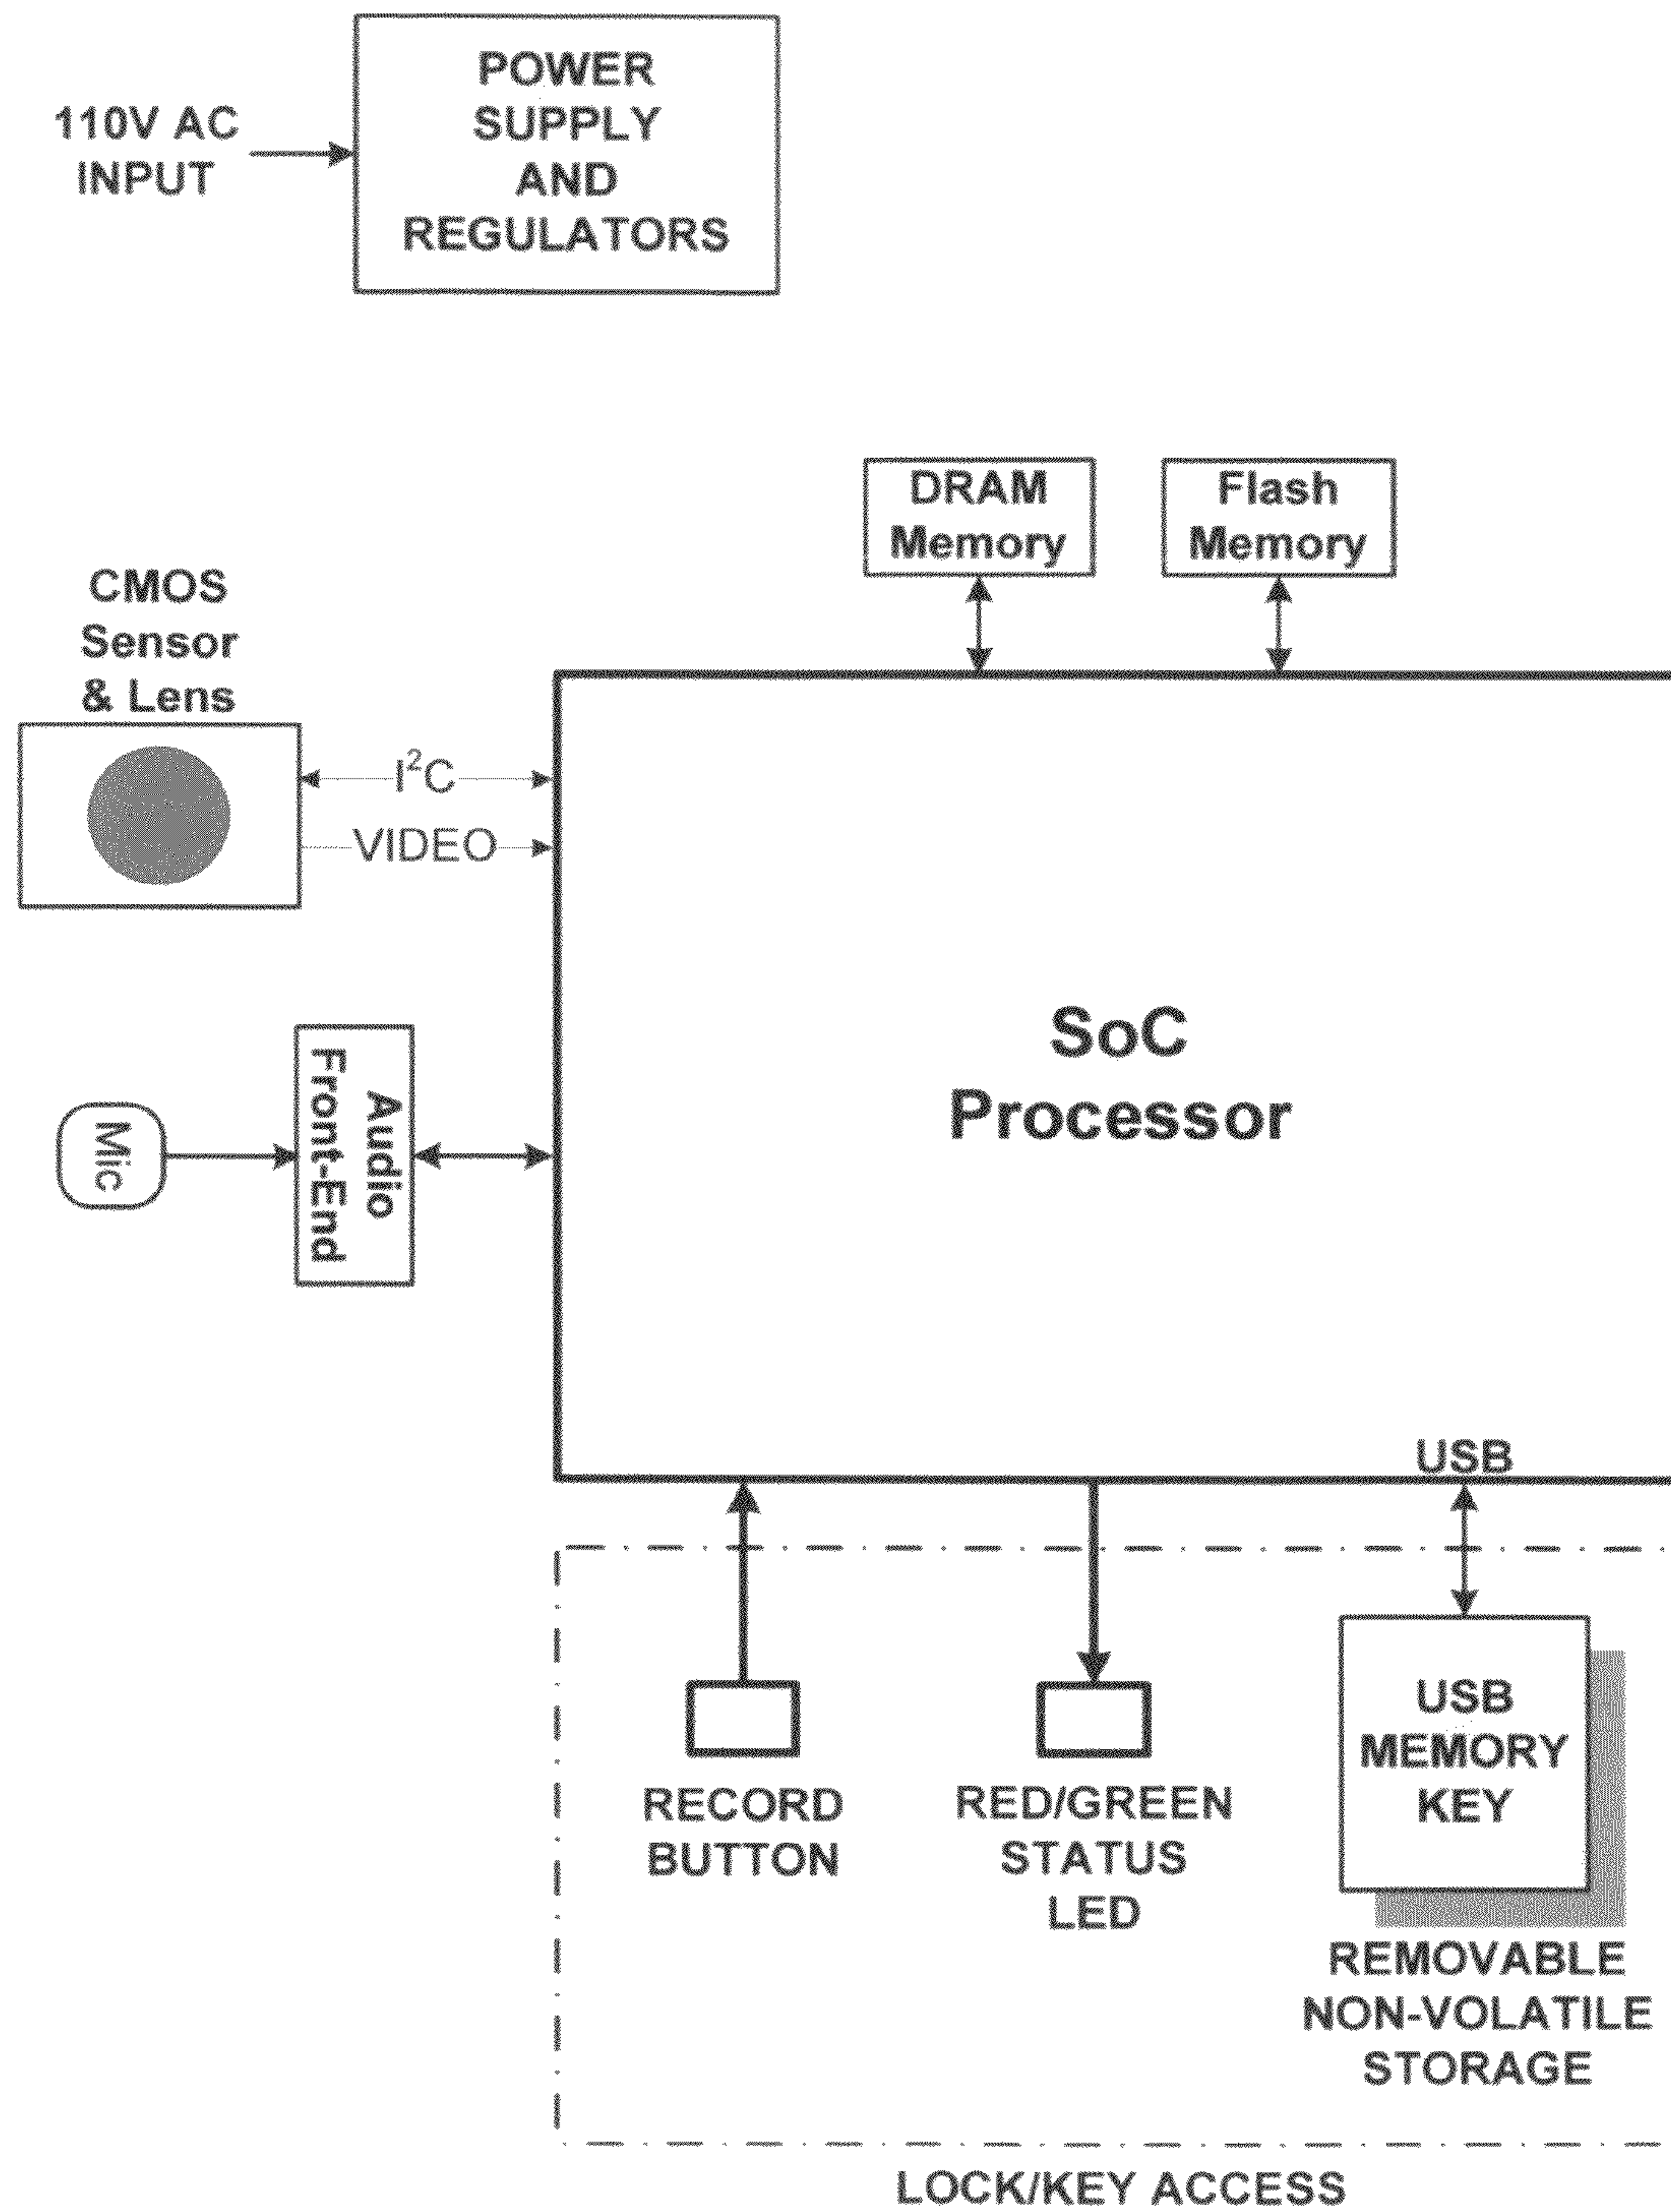 POWER
SUPPLY
AND
REGULATORS
110V AC
INPUT
DRAM
Memory
Flash
Memory
CMOS
Sensor
& Lens
I²C
VIDEO
SoC
Processor
Mic
Audio
Front-End
USB
RECORD
BUTTON
RED/GREEN
STATUS
LED
USB
MEMORY
KEY
REMOVABLE
NON-VOLATILE
STORAGE
LOCK/KEY ACCESS